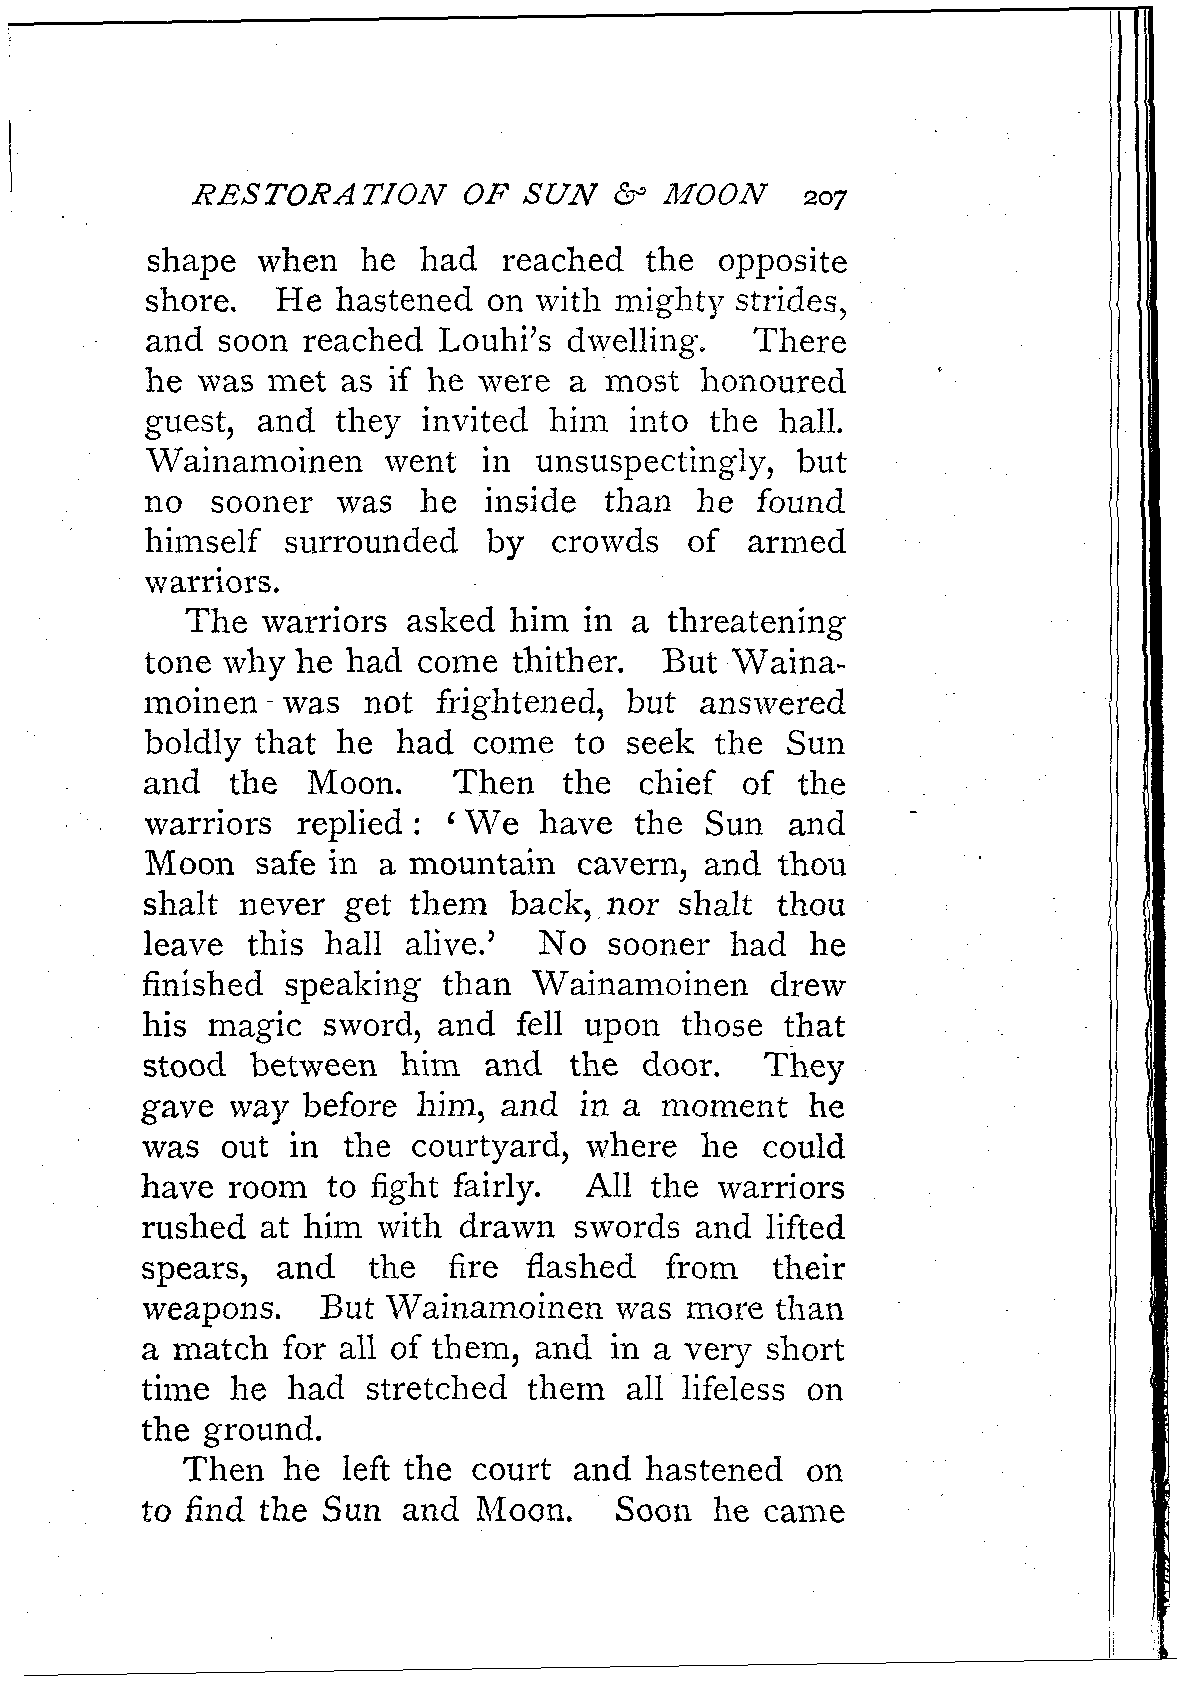 RESTORATION OF SUN & MOON 207
shape when he had reached the opposite
shore. He hastened on with mighty strides,
and soon reached Louhi's dwelling. There
he was met as if he were a most honoured
guest, and they invited him into the hall.
Wainamoinen went in unsuspectingly, but
no sooner was he inside than he found
himself surrounded by crowds of armed
warriors.
The warriors asked him in a threatening
tone why he had come thither. But Waina-
moinen was not frightened, but answered
boldly that he had come to seek the Sun
and the Moon. Then the chief of the
warriors replied: ‘We have the Sun and
Moon safe in a mountain cavern, and thou
shalt never get them back, nor shalt thou
leave this hall alive.’ No sooner had he
finished speaking than Wainamoinen drew
his magic sword, and fell upon those that
stood between him and the door. They
gave way before him, and in a moment he
was out in the courtyard, where he could
have room to fight fairly. All the warriors
rushed at him with drawn swords and lifted
spears, and the fire flashed from their
weapons. But Wainamoinen was more than
a match for all of them, and in a very short
time he had stretched them all lifeless on
the ground.
Then he left the court and hastened on
to find the Sun and Moon. Soon he came